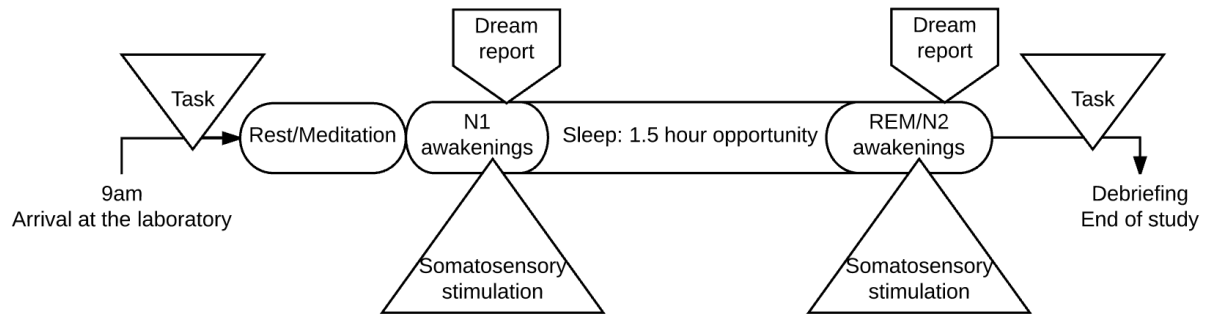 Dream
report
Dream
report
Task
Task
Rest/Meditation
N1
awakenings
Sleep: 1.5 hour opportunity
REM/N2
awakenings
9am
Arrival at the laboratory
Debriefing
End of study
Somatosensory
stimulation
Somatosensory
stimulation